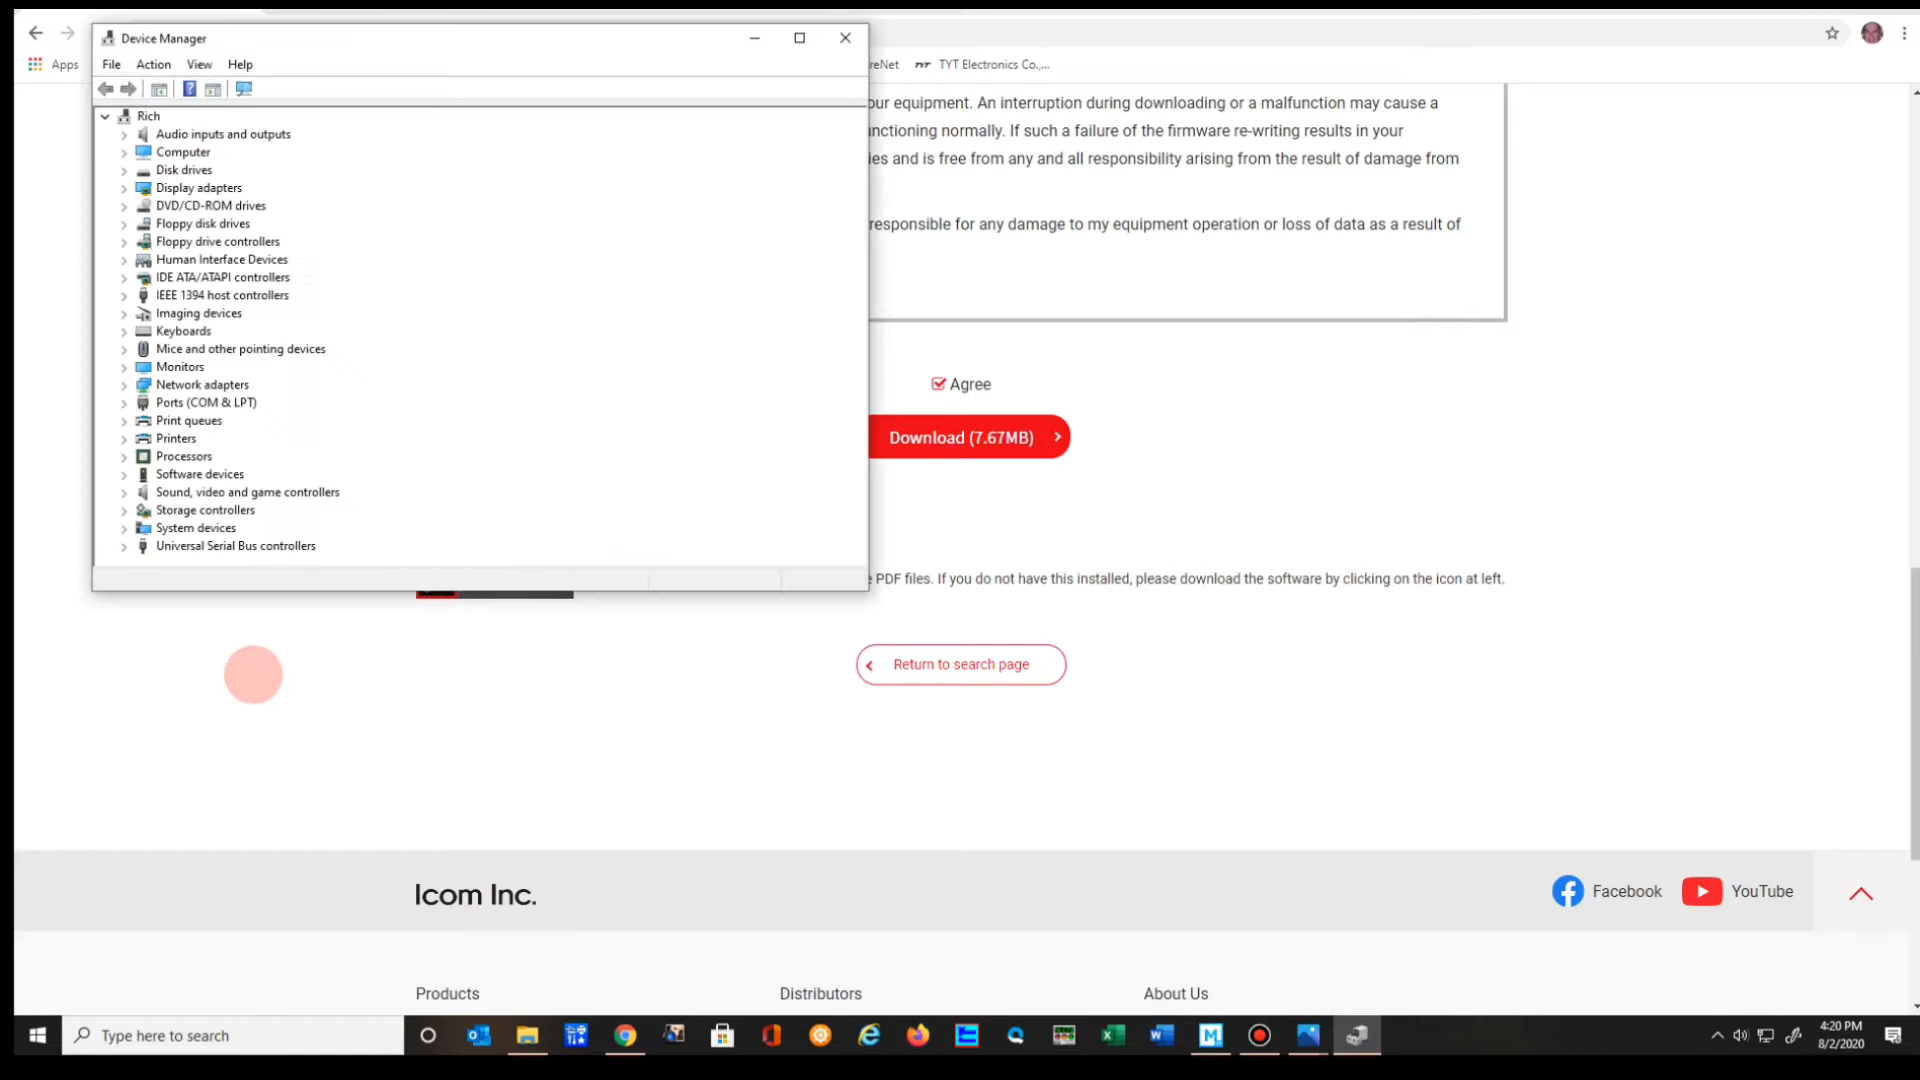 Device Manager
File Action View Help
Rich
Audio inputs and outputs
Computer
Disk drives
Display adapters
DVD/CD-ROM drives
Floppy disk drives
Floppy drive controllers
Human Interface Devices
IDE ATA/ATAPI controllers
IEEE 1394 host controllers
Imaging devices
Keyboards
Mice and other pointing devices
Monitors
Network adapters
Ports (COM & LPT)
Print queues
Printers
Processors
Software devices
Sound, video and game controllers
Storage controllers
System devices
Universal Serial Bus controllers
Apps
reNet TYT Electronics Co.,...
our equipment. An interruption during downloading or a malfunction may cause a
unctioning normally. If such a failure of the firmware re-writing results in your
ies and is free from any and all responsibility arising from the result of damage from
responsible for any damage to my equipment operation or loss of data as a result of
Agree
Download (7.67MB)
e PDF files. If you do not have this installed, please download the software by clicking on the icon at left.
Return to search page
Icom Inc.
Facebook YouTube
Products Distributors About Us
Type here to search
4:20 PM
8/2/2020